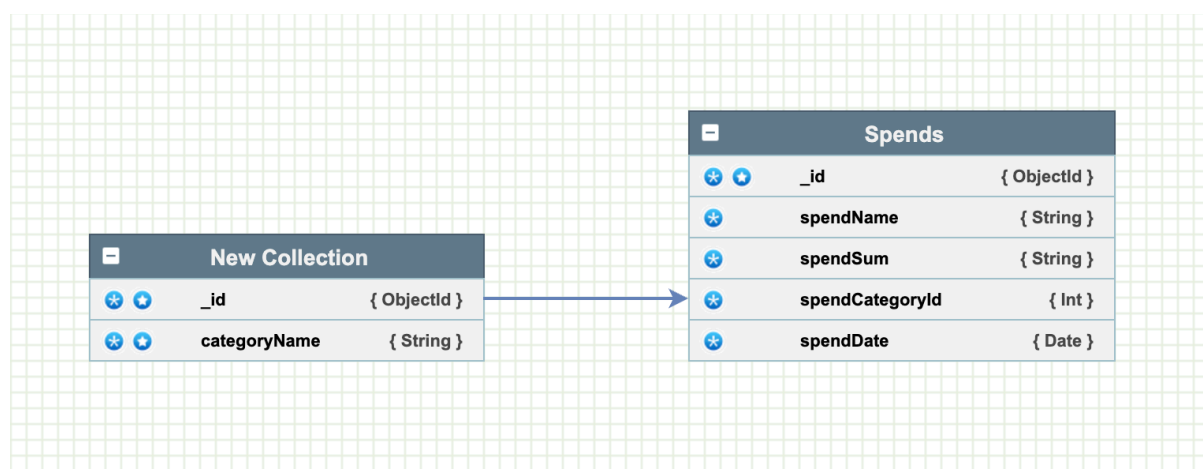 New Collection
_id { ObjectId }
categoryName { String }
Spends
_id { ObjectId }
spendName { String }
spendSum { String }
spendCategoryId { Int }
spendDate { Date }